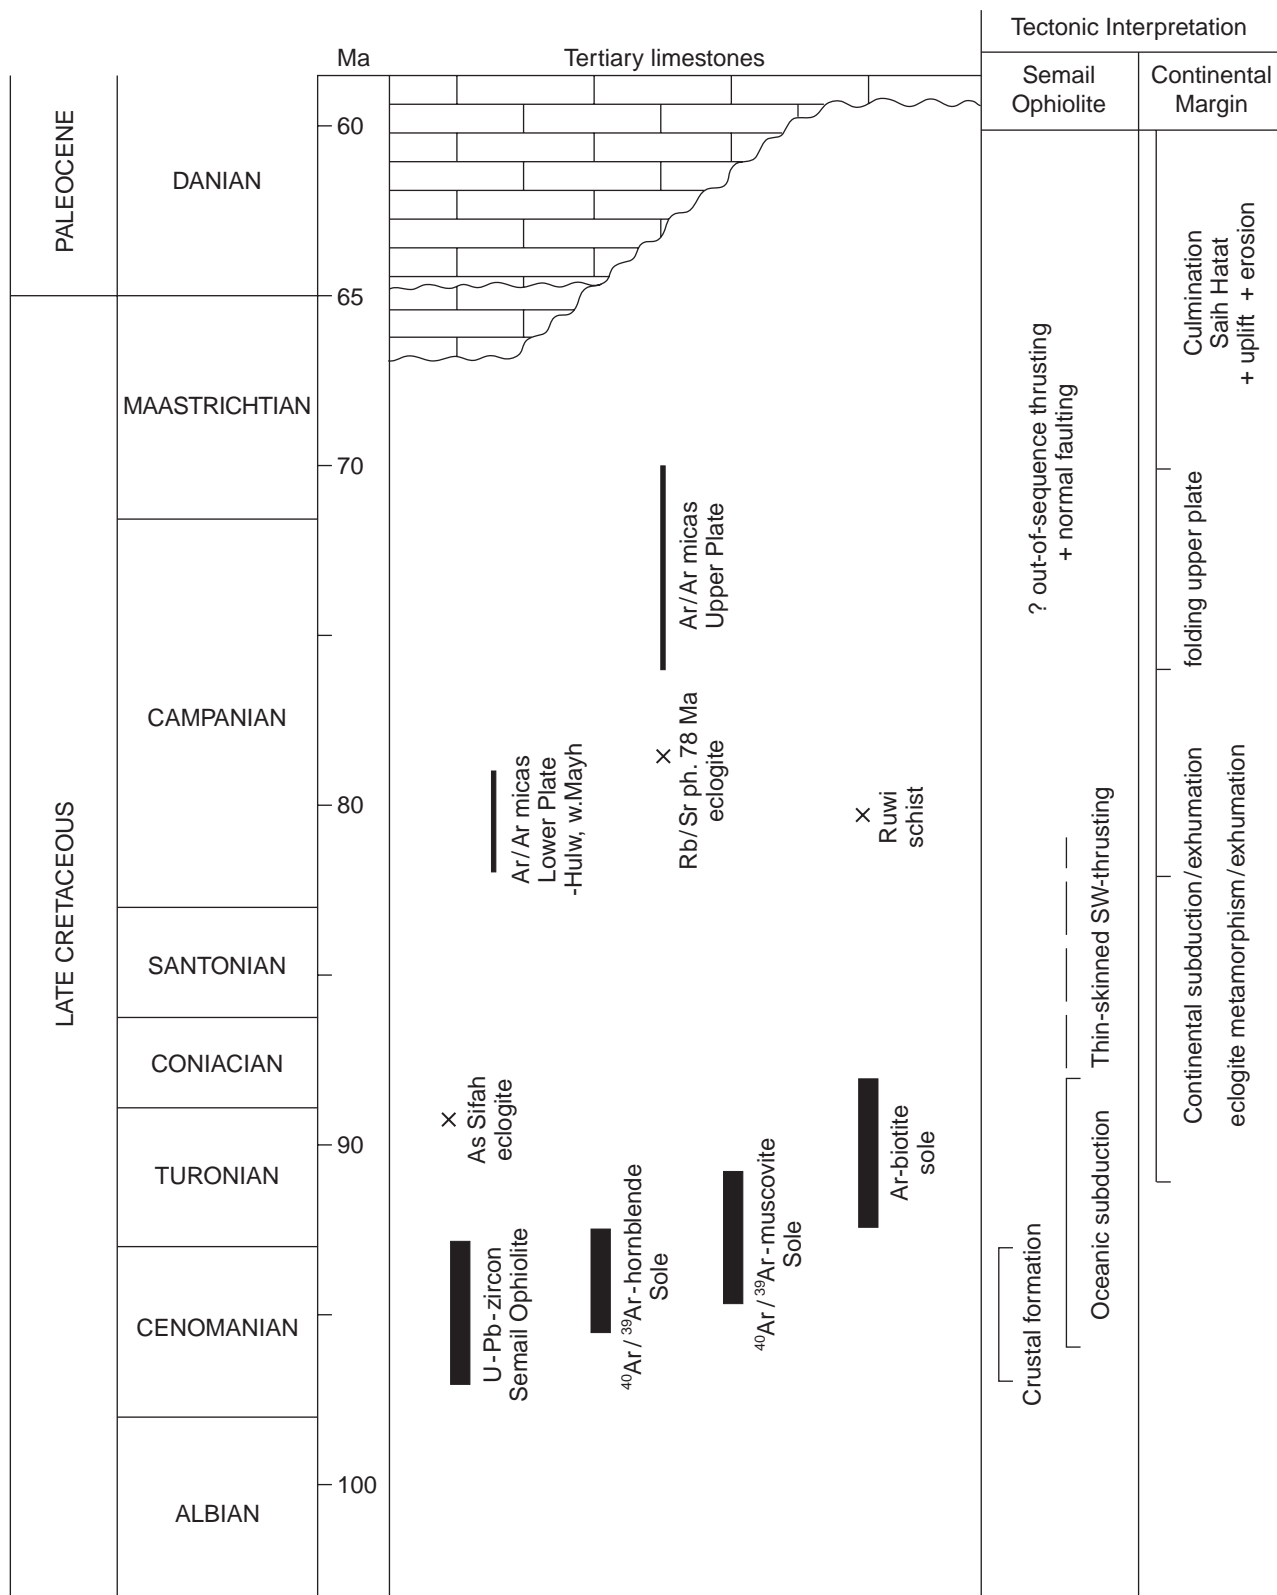 Tectonic Interpretation
Ma
Tertiary limestones
Semail
Ophiolite
Continental
Margin
PALEOCENE
DANIAN
LATE CRETACEOUS
MAASTRICHTIAN
CAMPANIAN
SANTONIAN
CONIACIAN
TURONIAN
CENOMANIAN
ALBIAN
60
65
70
80
90
100
Ar/Ar micas
Upper Plate
Rb/Sr ph. 78 Ma
eclogite
Ar/Ar micas
Lower Plate
-Hulw, w.Mayh
Ruwi
schist
As Sifah
eclogite
U-Pb-zircon
Semail Ophiolite
⁴⁰Ar/³⁹Ar-hornblende
Sole
⁴⁰Ar/³⁹Ar-muscovite
Sole
Ar-biotite
sole
? out-of-sequence thrusting
+ normal faulting
Thin-skinned SW-thrusting
Oceanic subduction
Crustal formation
Culmination
Saih Hatat
+ uplift + erosion
folding upper plate
Continental subduction/exhumation
eclogite metamorphism/exhumation